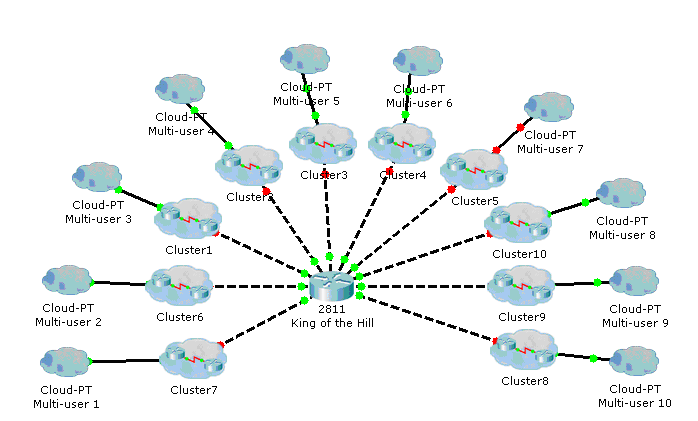 Cloud-PT
Multi-user 5
Cloud-PT
Multi-user 6
Cloud-PT
Multi-user 4
Cloud-PT
Multi-user 7
Cluster3
Cluster4
Cluster2
Cluster5
Cloud-PT
Multi-user 3
Cloud-PT
Multi-user 8
Cluster1
Cluster10
Cloud-PT
Multi-user 2
Cluster6
2811
King of the Hill
Cluster9
Cloud-PT
Multi-user 9
Cloud-PT
Multi-user 1
Cluster7
Cluster8
Cloud-PT
Multi-user 10